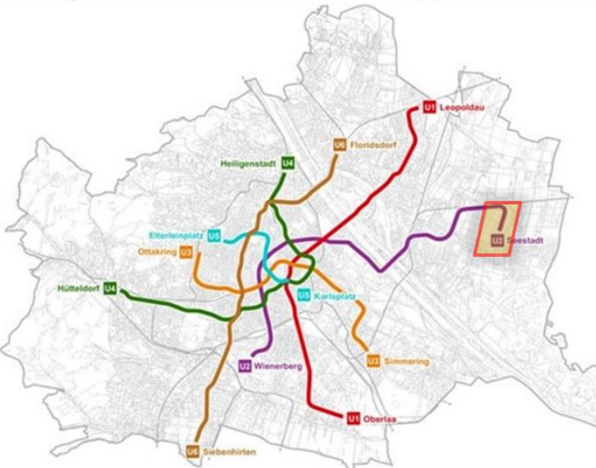 U1 Leopoldau
U6 Floridsdorf
Heiligenstadt U4
U2 Seestadt
Elterleinplatz U5
Ottakring U3
Hütteldorf U4
U5 Karlsplatz
U3 Simmering
U2 Wienerberg
U1 Oberlaa
U6 Siebenhirten